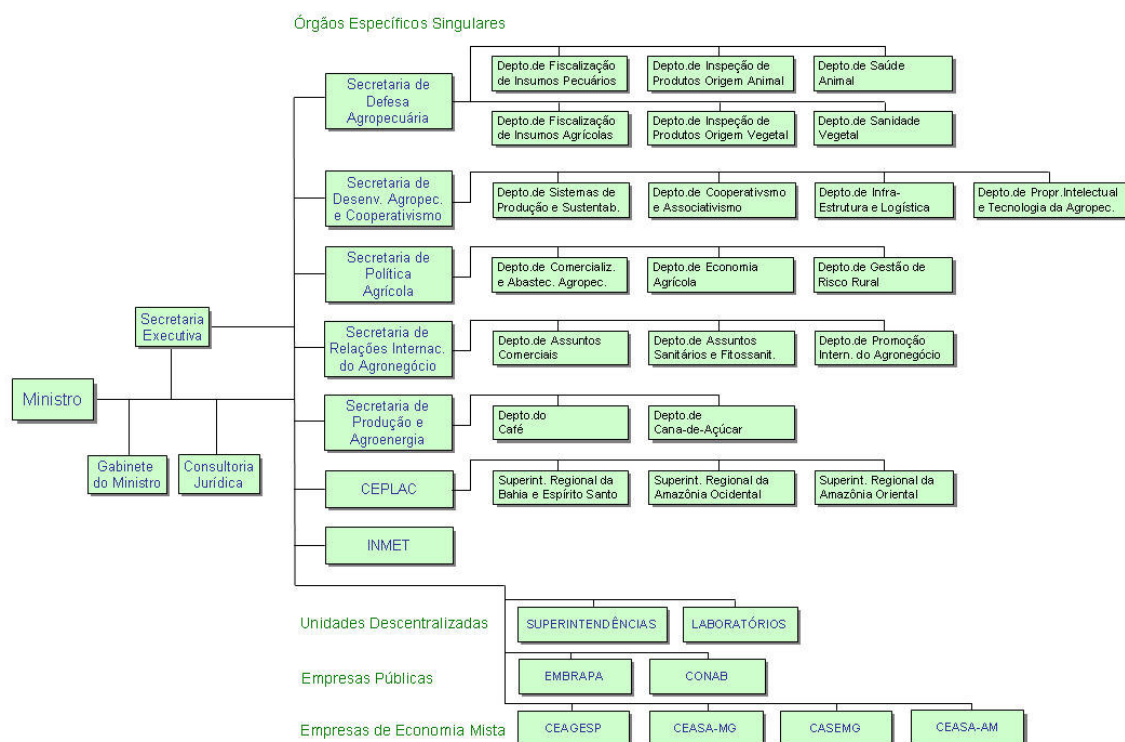 Órgãos Específicos Singulares
Secretaria de
Defesa
Agropecuária
Depto.de Fiscalização
de Insumos Pecuários
Depto.de Inspeção de
Produtos Origem Animal
Depto.de Saúde
Animal
Depto.de Fiscalização
de Insumos Agrícolas
Depto.de Inspeção de
Produtos Origem Vegetal
Depto.de Sanidade
Vegetal
Secretaria de
Desenv. Agropec.
e Cooperativismo
Depto.de Sistemas de
Produção e Sustentab.
Depto.de Cooperativsmo
e Associativismo
Depto.de Infra-
Estrutura e Logística
Depto.de Propr.Intelectual
e Tecnologia da Agropec.
Secretaria de
Política
Agrícola
Depto.de Comercializ.
e Abastec. Agropec.
Depto.de Economia
Agrícola
Depto.de Gestão de
Risco Rural
Secretaria
Executiva
Secretaria de
Relações Internac.
do Agronegócio
Depto.de Assuntos
Comerciais
Depto.de Assuntos
Sanitários e Fitossanit.
Depto.de Promoção
Intern. do Agronegócio
Ministro
Secretaria de
Produção e
Agroenergia
Depto.do
Café
Depto.de
Cana-de-Açúcar
Gabinete
do Ministro
Consultoria
Jurídica
CEPLAC
Superint. Regional da
Bahia e Espírito Santo
Superint. Regional da
Amazônia Ocidental
Superint. Regional da
Amazônia Oriental
INMET
Unidades Descentralizadas
SUPERINTENDÊNCIAS
LABORATÓRIOS
Empresas Públicas
EMBRAPA
CONAB
Empresas de Economia Mista
CEAGESP
CEASA-MG
CASEMG
CEASA-AM